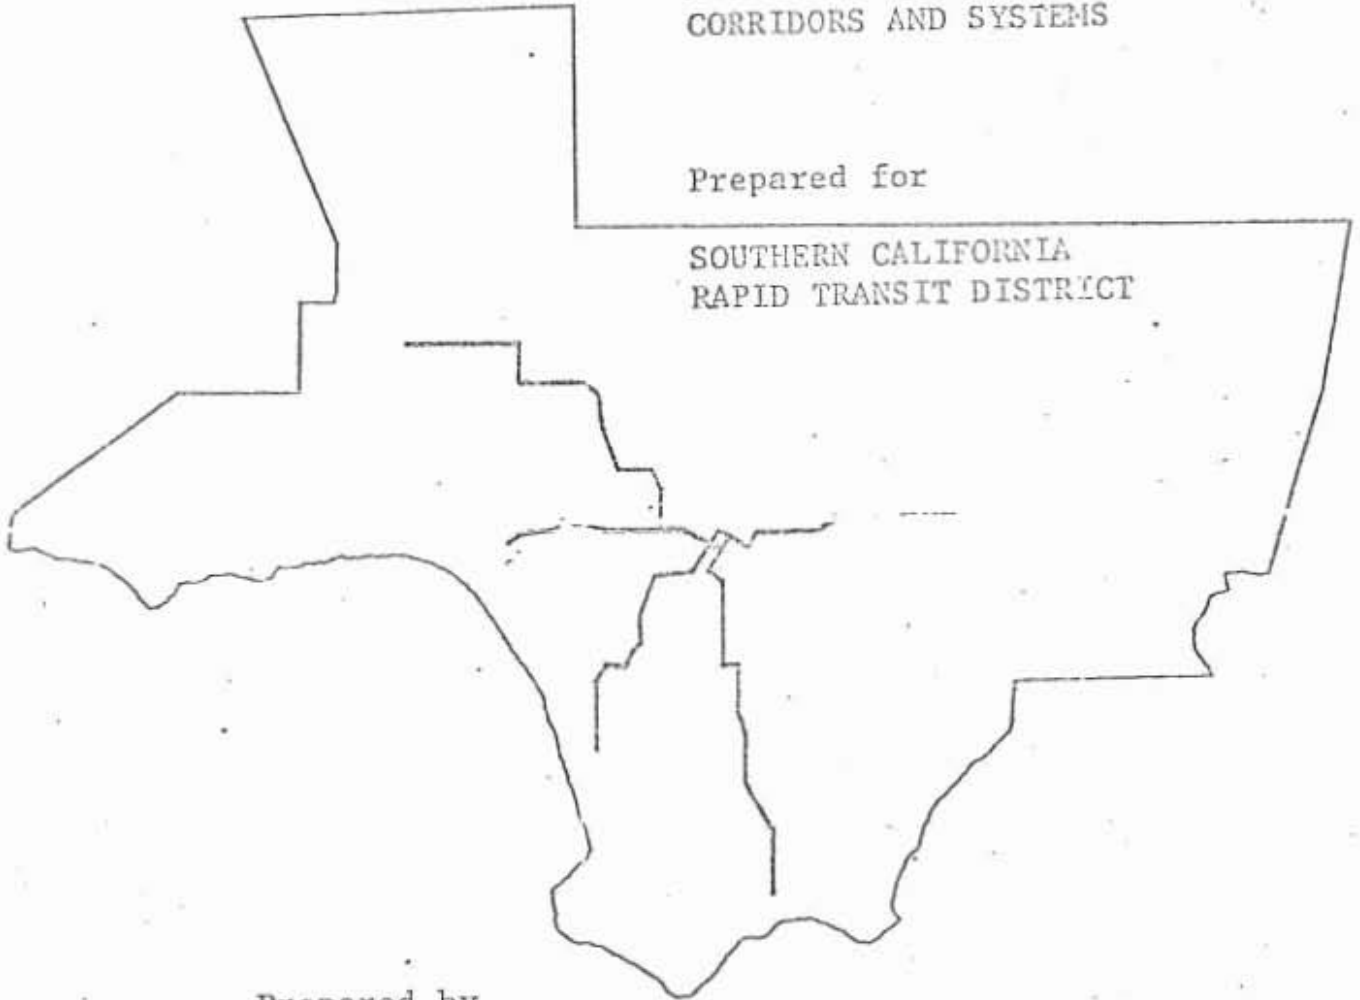 CORRIDORS AND SYSTEMS
Prepared for
SOUTHERN CALIFORNIA
RAPID TRANSIT DISTRICT
Prepared by